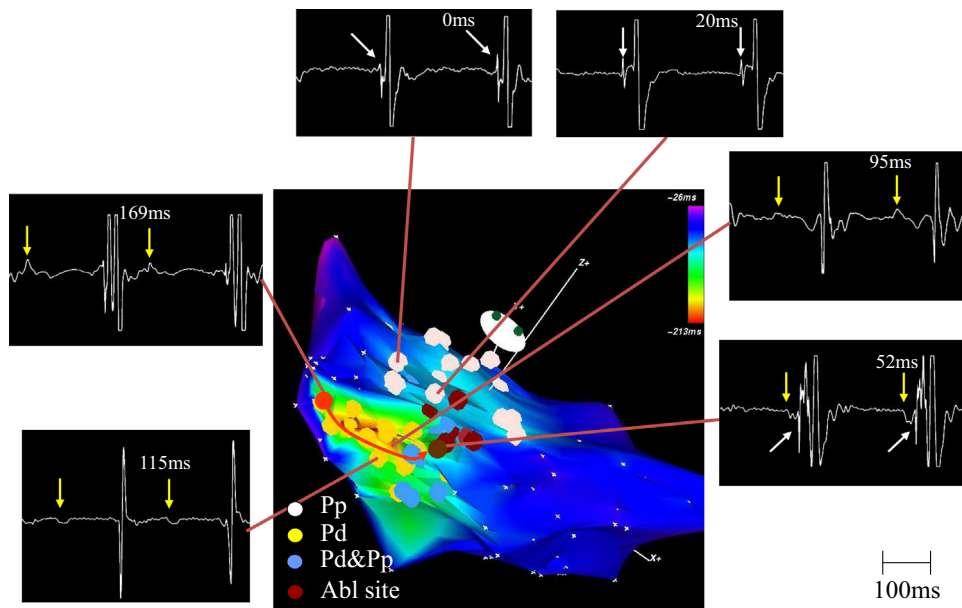 0ms
20ms
95ms
169ms
-26ms
Z+
-213ms
52ms
115ms
Pp
Pd
Pd&Pp
Abl site
X+
100ms